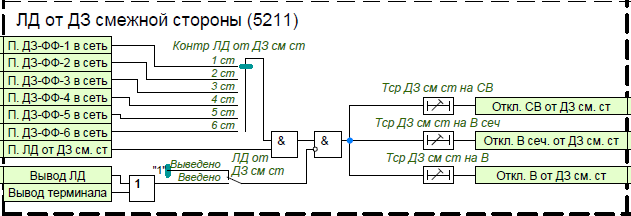 ЛД от ДЗ смежной стороны (5211)
П. ДЗ-ФФ-1 в сеть
П. ДЗ-ФФ-2 в сеть
П. ДЗ-ФФ-3 в сеть
П. ДЗ-ФФ-4 в сеть
П. ДЗ-ФФ-5 в сеть
П. ДЗ-ФФ-6 в сеть
П. ЛД от ДЗ см. ст
Контр ЛД от ДЗ см ст
1 ст
2 ст
3 ст
4 ст
5 ст
6 ст
&
&
Тср ДЗ см ст на СВ
Откл. СВ от ДЗ см. ст
Тср ДЗ см ст на В сеч
Откл. В сеч. от ДЗ см. ст
Тср ДЗ см ст на В
Откл. В от ДЗ см. ст
Вывод ЛД
Вывод терминала
1
"1"
Выведено
Введено
ЛД от
ДЗ см ст